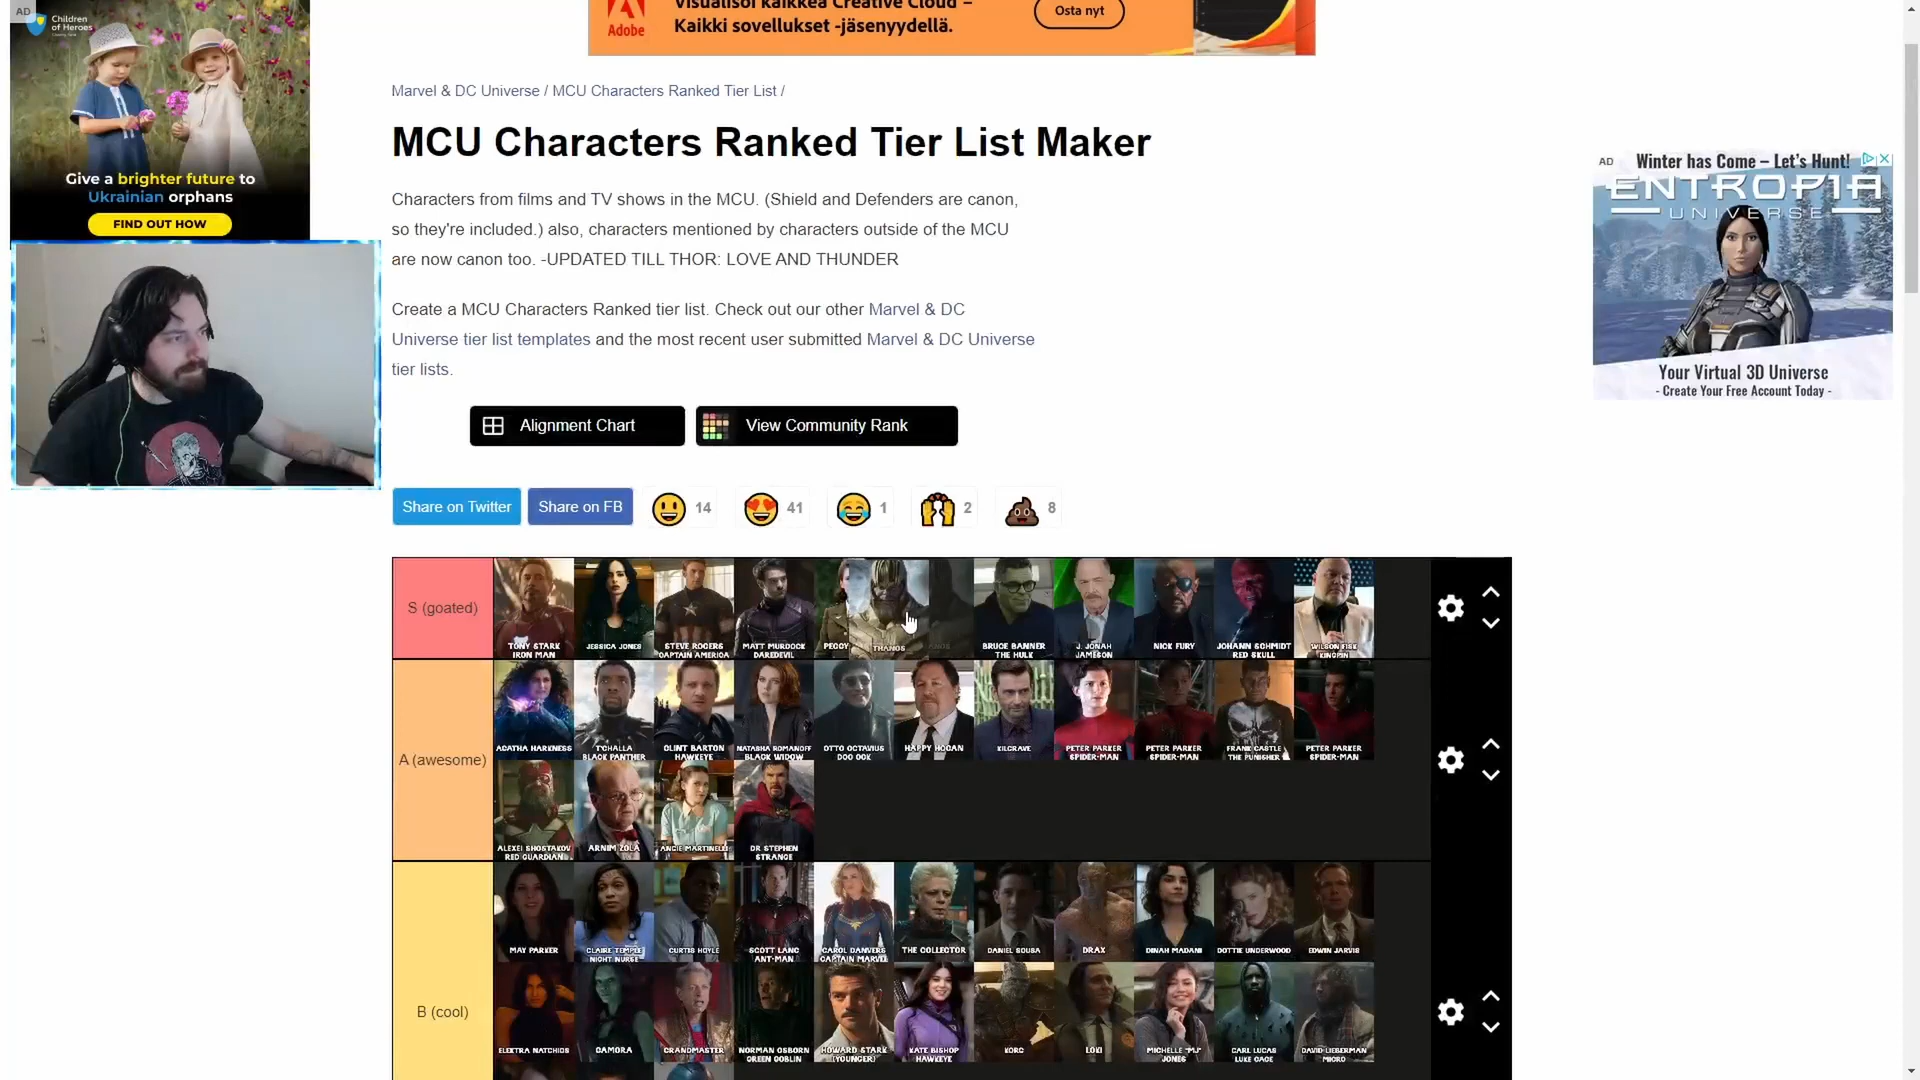 AD
Children
of Heroes
Give a brighter future to
Ukrainian orphans
FIND OUT HOW
Adobe
Visualisoi kaikkea Creative Cloud –
Kaikki sovellukset -jäsenyydellä.
Osta nyt
Marvel & DC Universe / MCU Characters Ranked Tier List /
MCU Characters Ranked Tier List Maker
Characters from films and TV shows in the MCU. (Shield and Defenders are canon,
so they're included.) also, characters mentioned by characters outside of the MCU
are now canon too. -UPDATED TILL THOR: LOVE AND THUNDER
Create a MCU Characters Ranked tier list. Check out our other Marvel & DC
Universe tier list templates and the most recent user submitted Marvel & DC Universe
tier lists.
Alignment Chart
View Community Rank
Share on Twitter
Share on FB
14
41
1
2
8
AD
Winter has Come – Let's Hunt!
ENTROPIA
UNIVERSE
Your Virtual 3D Universe
- Create Your Free Account Today -
S (goated)
TONY STARK
IRON MAN
JESSICA JONES
STEVE ROGERS
CAPTAIN AMERICA
MATT MURDOCK
DAREDEVIL
PEGGY
THANOS
BRUCE BANNER
THE HULK
J. JONAH
JAMESON
NICK FURY
JOHANN SCHMIDT
RED SKULL
WILSON FISK
KINGPIN
A (awesome)
AGATHA HARKNESS
T'CHALLA
BLACK PANTHER
CLINT BARTON
HAWKEYE
NATASHA ROMANOFF
BLACK WIDOW
OTTO OCTAVIUS
DOC OCK
HAPPY HOGAN
KILGRAVE
PETER PARKER
SPIDER-MAN
PETER PARKER
SPIDER-MAN
FRANK CASTLE
THE PUNISHER
PETER PARKER
SPIDER-MAN
ALEXEI SHOSTAKOV
RED GUARDIAN
ARNIM ZOLA
ANGIE MARTINELLI
DR STEPHEN
STRANGE
B (cool)
MAY PARKER
CLAIRE TEMPLE
NIGHT NURSE
CURTIS HOYLE
SCOTT LANG
ANT-MAN
CAROL DANVERS
CAPTAIN MARVEL
THE COLLECTOR
DANIEL SOUSA
DRAX
DINAH MADANI
DOTTIE UNDERWOOD
EDWIN JARVIS
ELEKTRA NATCHIOS
GAMORA
GRANDMASTER
NORMAN OSBORN
GREEN GOBLIN
HOWARD STARK
(YOUNGER)
KATE BISHOP
HAWKEYE
KORG
LOKI
MICHELLE "MJ"
JONES
CARL LUCAS
LUKE CAGE
DAVID LIEBERMAN
MICRO